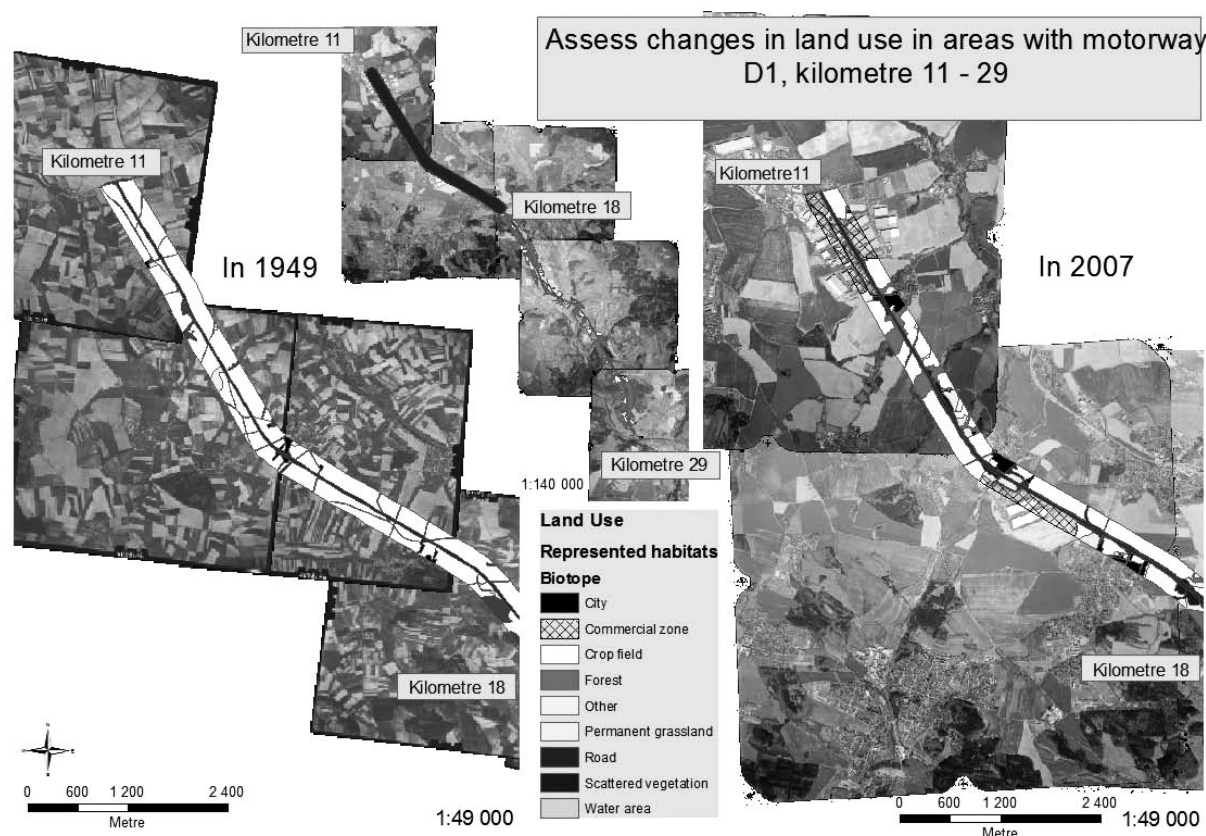 Assess changes in land use in areas with motorway
D1, kilometre 11 - 29
Kilometre 11
Kilometre 18
Kilometre 29
1:140 000
Kilometre 11
In 1949
Kilometre 18
0 600 1 200 2 400
Metre
1:49 000
Land Use
Represented habitats
Biotope
City
Commercial zone
Crop field
Forest
Other
Permanent grassland
Road
Scattered vegetation
Water area
Kilometre11
In 2007
Kilometre 18
0 600 1 200 2 400
Metre
1:49 000